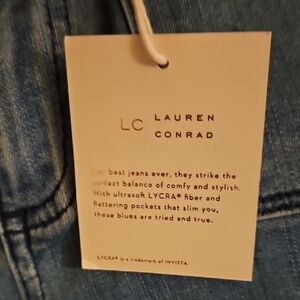 LC LAUREN
CONRAD
Our best jeans ever, they strike the
perfect balance of comfy and stylish.
With ultrasoft LYCRA® fiber and
flattering pockets that slim you,
these blues are tried and true.
LYCRA® is a trademark of INVISTA